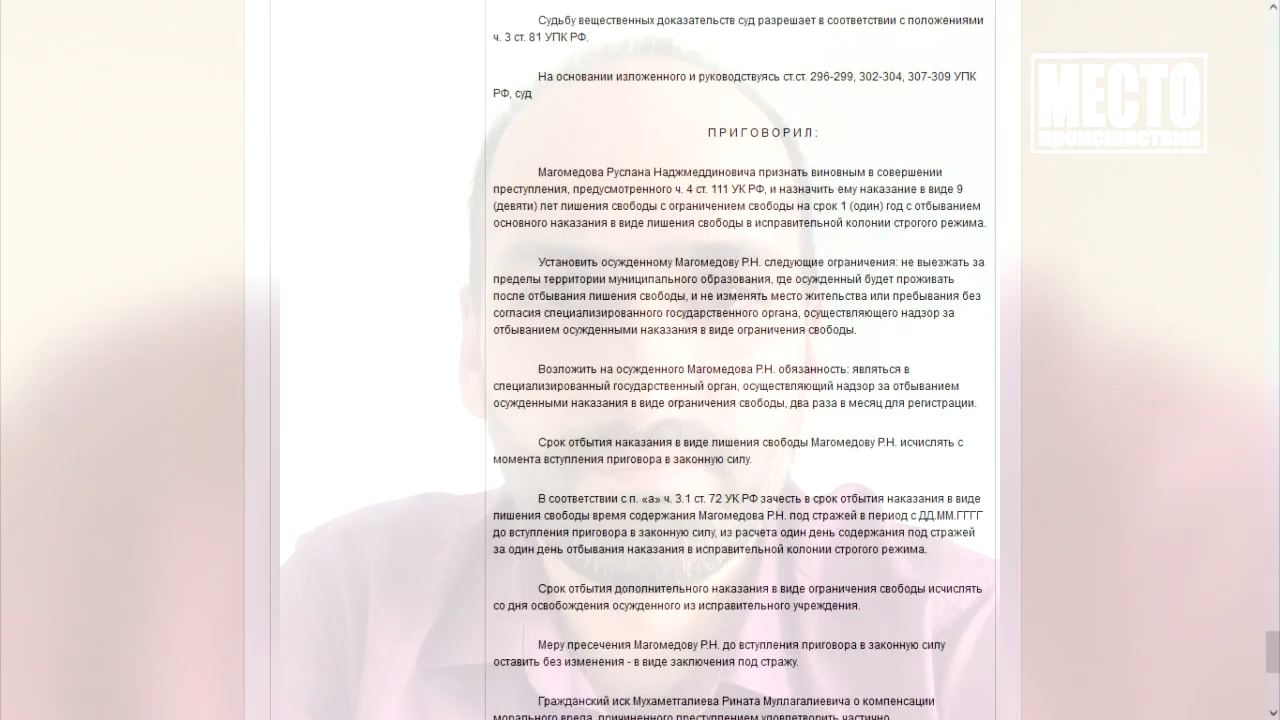 Судьбу вещественных доказательств суд разрешает в соответствии с положениями
ч. 3 ст. 81 УПК РФ.
На основании изложенного и руководствуясь ст.ст. 296-299, 302-304, 307-309 УПК
РФ, суд
П Р И Г О В О Р И Л :
Магомедова Руслана Наджмеддиновича признать виновным в совершении
преступления, предусмотренного ч. 4 ст. 111 УК РФ, и назначить ему наказание в виде 9
(девяти) лет лишения свободы с ограничением свободы на срок 1 (один) год с отбыванием
основного наказания в виде лишения свободы в исправительной колонии строгого режима.
Установить осужденному Магомедову Р.Н. следующие ограничения: не выезжать за
пределы территории муниципального образования, где осужденный будет проживать
после отбывания лишения свободы, и не изменять место жительства или пребывания без
согласия специализированного государственного органа, осуществляющего надзор за
отбыванием осужденными наказания в виде ограничения свободы.
Возложить на осужденного Магомедова Р.Н. обязанность: являться в
специализированный государственный орган, осуществляющий надзор за отбыванием
осужденными наказания в виде ограничения свободы, два раза в месяц для регистрации.
Срок отбытия наказания в виде лишения свободы Магомедову Р.Н. исчислять с
момента вступления приговора в законную силу.
В соответствии с п. «а» ч. 3.1 ст. 72 УК РФ зачесть в срок отбытия наказания в виде
лишения свободы время содержания Магомедова Р.Н. под стражей в период с ДД.ММ.ГГГГ
до вступления приговора в законную силу, из расчета один день содержания под стражей
за один день отбывания наказания в исправительной колонии строгого режима.
Срок отбытия дополнительного наказания в виде ограничения свободы исчислять
со дня освобождения осужденного из исправительного учреждения.
Меру пресечения Магомедову Р.Н. до вступления приговора в законную силу
оставить без изменения - в виде заключения под стражу.
Гражданский иск Мухаметгалиева Рината Муллагалиевича о компенсации
морального вреда, причиненного преступлением удовлетворить частично
МЕСТО
происшествия